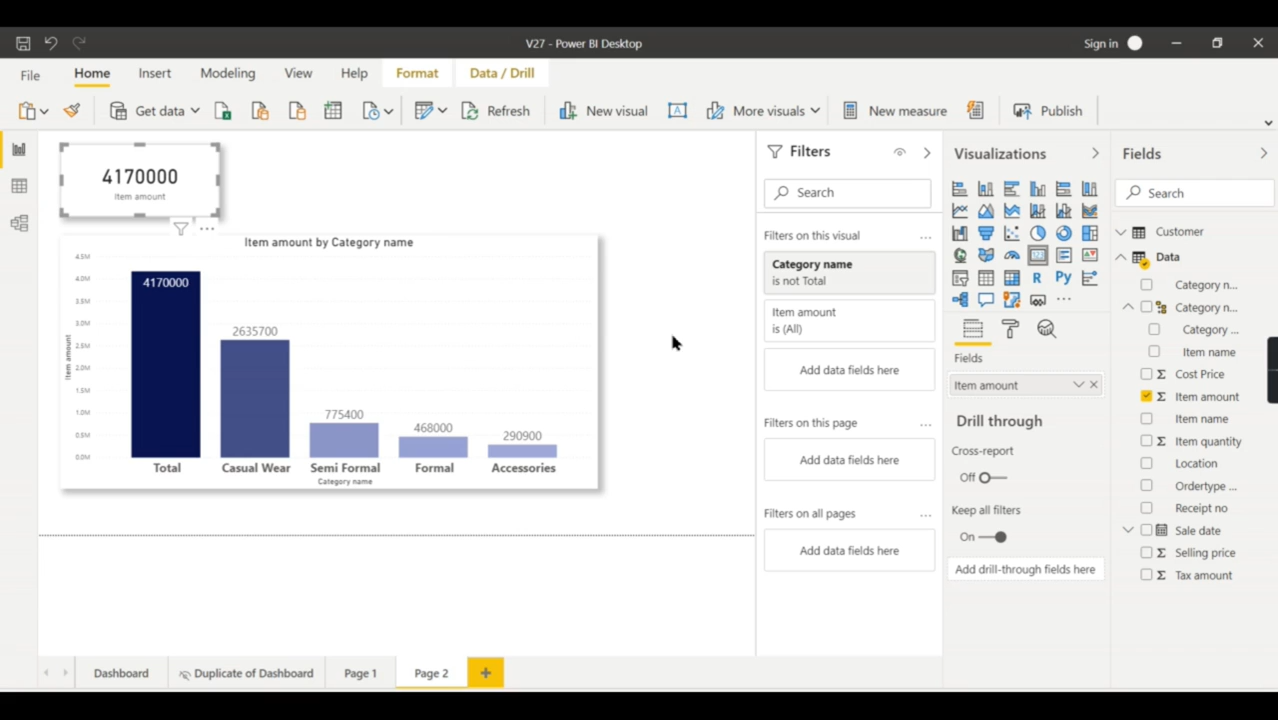 V27 - Power BI Desktop
Sign in
File
Home
Insert
Modeling
View
Help
Format
Data / Drill
Get data
Refresh
New visual
More visuals
New measure
Publish
4170000
Item amount
Item amount by Category name
4.5M
4.0M
3.5M
3.0M
2.5M
2.0M
1.5M
1.0M
0.5M
0.0M
Item amount
4170000
2635700
775400
468000
290900
Total
Casual Wear
Semi Formal
Formal
Accessories
Category name
Filters
Search
Filters on this visual
Category name
is not Total
Item amount
is (All)
Add data fields here
Filters on this page
Add data fields here
Filters on all pages
Add data fields here
Visualizations
123
R
Py
Fields
Item amount
Drill through
Cross-report
Off
Keep all filters
On
Add drill-through fields here
Fields
Search
Customer
Data
Category n...
Category n...
Category ...
Item name
Σ Cost Price
Σ Item amount
Item name
Σ Item quantity
Location
Ordertype ...
Receipt no
Sale date
Σ Selling price
Σ Tax amount
Dashboard
Duplicate of Dashboard
Page 1
Page 2
+